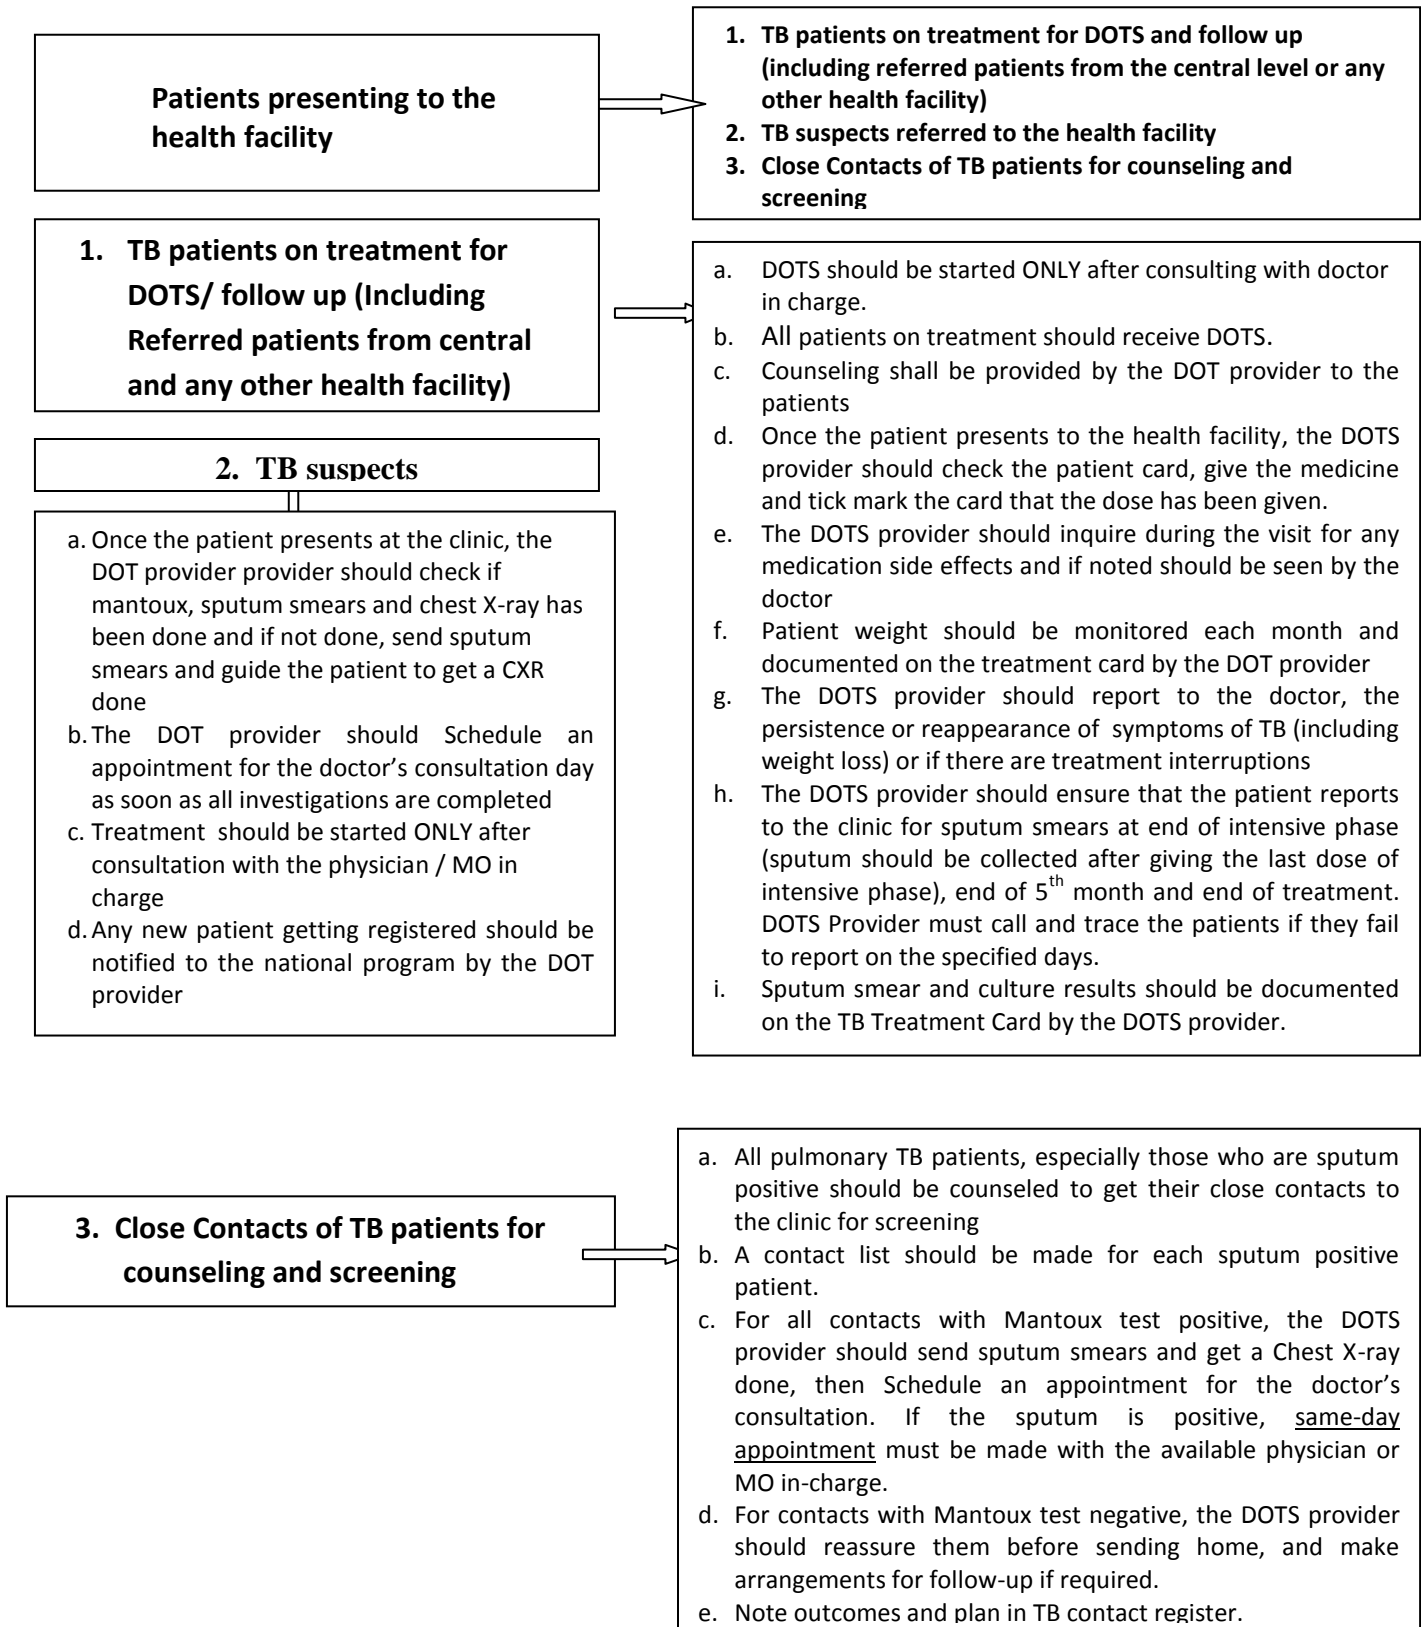 Patients presenting to the
health facility
1. TB patients on treatment for DOTS and follow up
(including referred patients from the central level or any
other health facility)
2. TB suspects referred to the health facility
3. Close Contacts of TB patients for counseling and
screening
1. TB patients on treatment for
DOTS/ follow up (Including
Referred patients from central
and any other health facility)
a. DOTS should be started ONLY after consulting with doctor
in charge.
b. All patients on treatment should receive DOTS.
c. Counseling shall be provided by the DOT provider to the
patients
d. Once the patient presents to the health facility, the DOTS
provider should check the patient card, give the medicine
and tick mark the card that the dose has been given.
e. The DOTS provider should inquire during the visit for any
medication side effects and if noted should be seen by the
doctor
f. Patient weight should be monitored each month and
documented on the treatment card by the DOT provider
g. The DOTS provider should report to the doctor, the
persistence or reappearance of symptoms of TB (including
weight loss) or if there are treatment interruptions
h. The DOTS provider should ensure that the patient reports
to the clinic for sputum smears at end of intensive phase
(sputum should be collected after giving the last dose of
intensive phase), end of 5th month and end of treatment.
DOTS Provider must call and trace the patients if they fail
to report on the specified days.
i. Sputum smear and culture results should be documented
on the TB Treatment Card by the DOTS provider.
2. TB suspects
a. Once the patient presents at the clinic, the
DOT provider provider should check if
mantoux, sputum smears and chest X-ray has
been done and if not done, send sputum
smears and guide the patient to get a CXR
done
b. The DOT provider should Schedule an
appointment for the doctor's consultation day
as soon as all investigations are completed
c. Treatment should be started ONLY after
consultation with the physician / MO in
charge
d. Any new patient getting registered should be
notified to the national program by the DOT
provider
3. Close Contacts of TB patients for
counseling and screening
a. All pulmonary TB patients, especially those who are sputum
positive should be counseled to get their close contacts to
the clinic for screening
b. A contact list should be made for each sputum positive
patient.
c. For all contacts with Mantoux test positive, the DOTS
provider should send sputum smears and get a Chest X-ray
done, then Schedule an appointment for the doctor's
consultation. If the sputum is positive, same-day
appointment must be made with the available physician or
MO in-charge.
d. For contacts with Mantoux test negative, the DOTS provider
should reassure them before sending home, and make
arrangements for follow-up if required.
e. Note outcomes and plan in TB contact register.